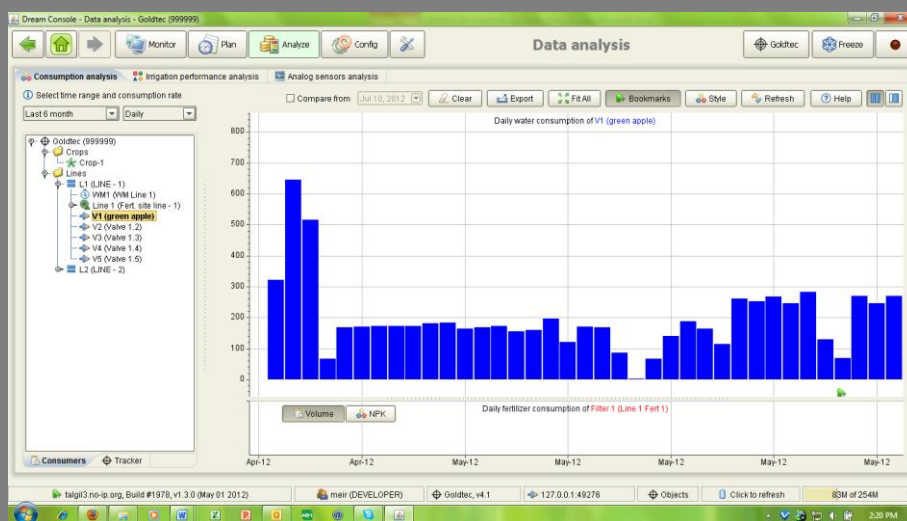 Dream Console - Data analysis - Goldtec (999999)
Monitor Plan Analyze Config Data analysis Goldtec Freeze
Consumption analysis Irrigation performance analysis Analog sensors analysis
Select time range and consumption rate
Compare from Jul 10, 2012 Clear Export Fit All Bookmarks Style Refresh Help
Last 6 month Daily
Daily water consumption of V1 (green apple)
800
700
600
500
400
300
200
100
0
Goldtec (999999)
Crops
Crop-1
Lines
L1 (LINE - 1)
WM1 (WM Line 1)
Line 1 (Fert. site line - 1)
V1 (green apple)
V2 (Valve 1.2)
V3 (Valve 1.3)
V4 (Valve 1.4)
V5 (Valve 1.5)
L2 (LINE - 2)
Volume NPK
Daily fertilizer consumption of Filter 1 (Line 1 Fert 1)
Consumers Tracker
Apr-12 Apr-12 May-12 May-12 May-12 May-12 May-12
talgil3.no-ip.org, Build #1978, v1.3.0 (May 01 2012) meir (DEVELOPER) Goldtec, v4.1 127.0.0.1:49276 Objects Click to refresh 83M of 254M
2:20 PM